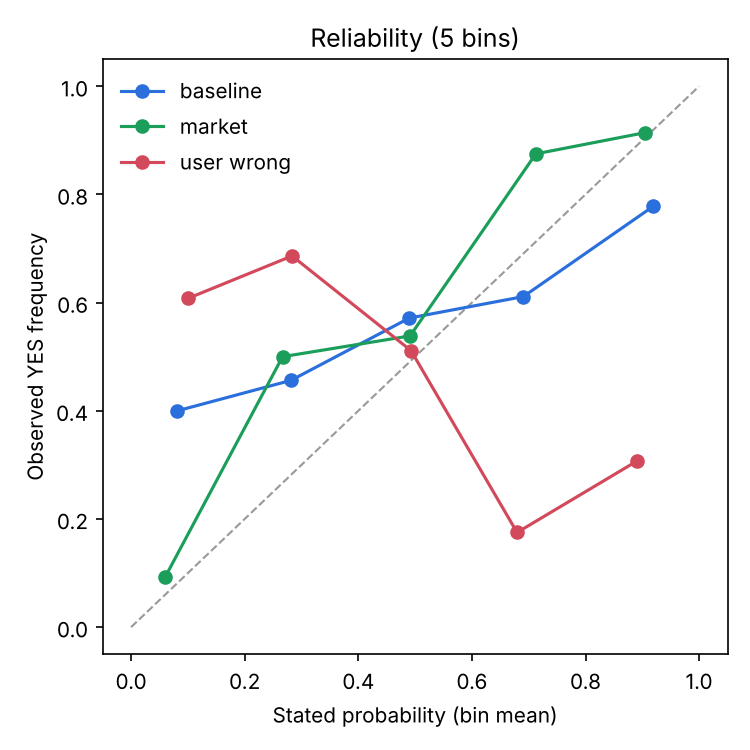 Reliability (5 bins)
baseline
market
user wrong
Observed YES frequency
1.0
0.8
0.6
0.4
0.2
0.0
0.0 0.2 0.4 0.6 0.8 1.0
Stated probability (bin mean)